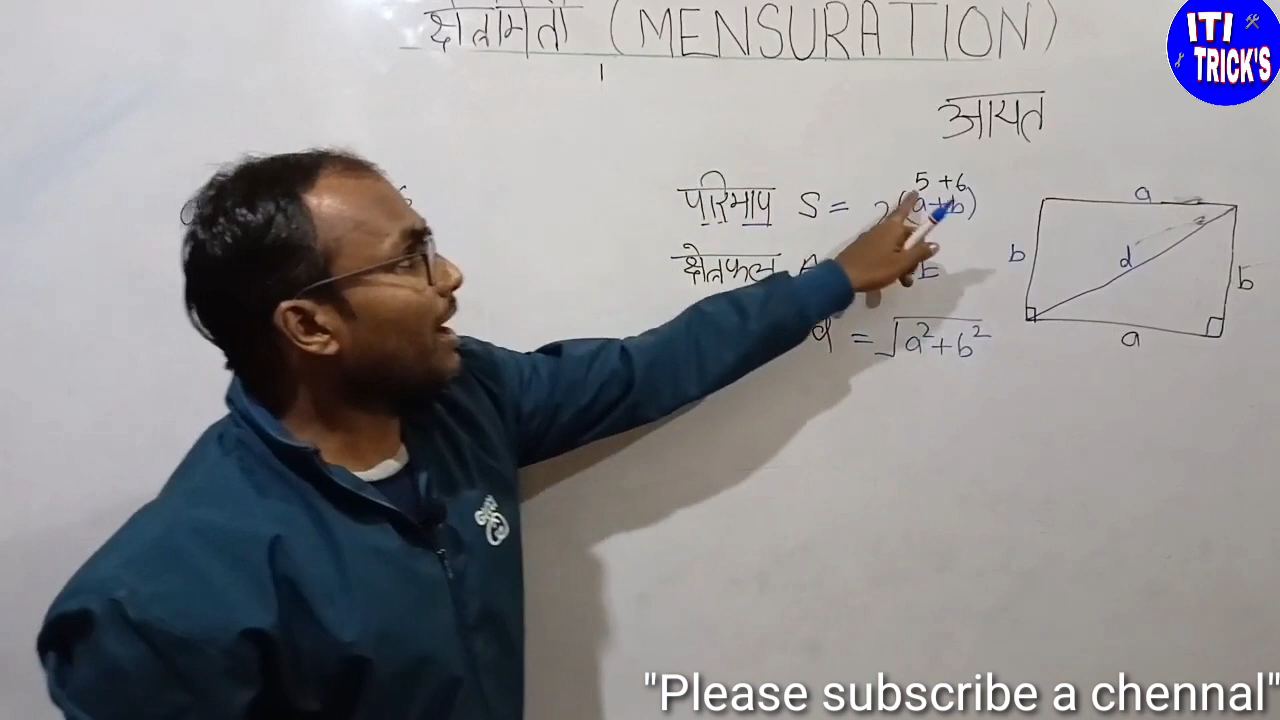 क्षेत्रमिती (MENSURATION)
ITI
TRICK'S
आयत
5 + 6
परिमाप S = 2(a+b)
a
क्षेत्रफल A
b
b
d
b
d = √a²+b²
a
"Please subscribe a chennal"